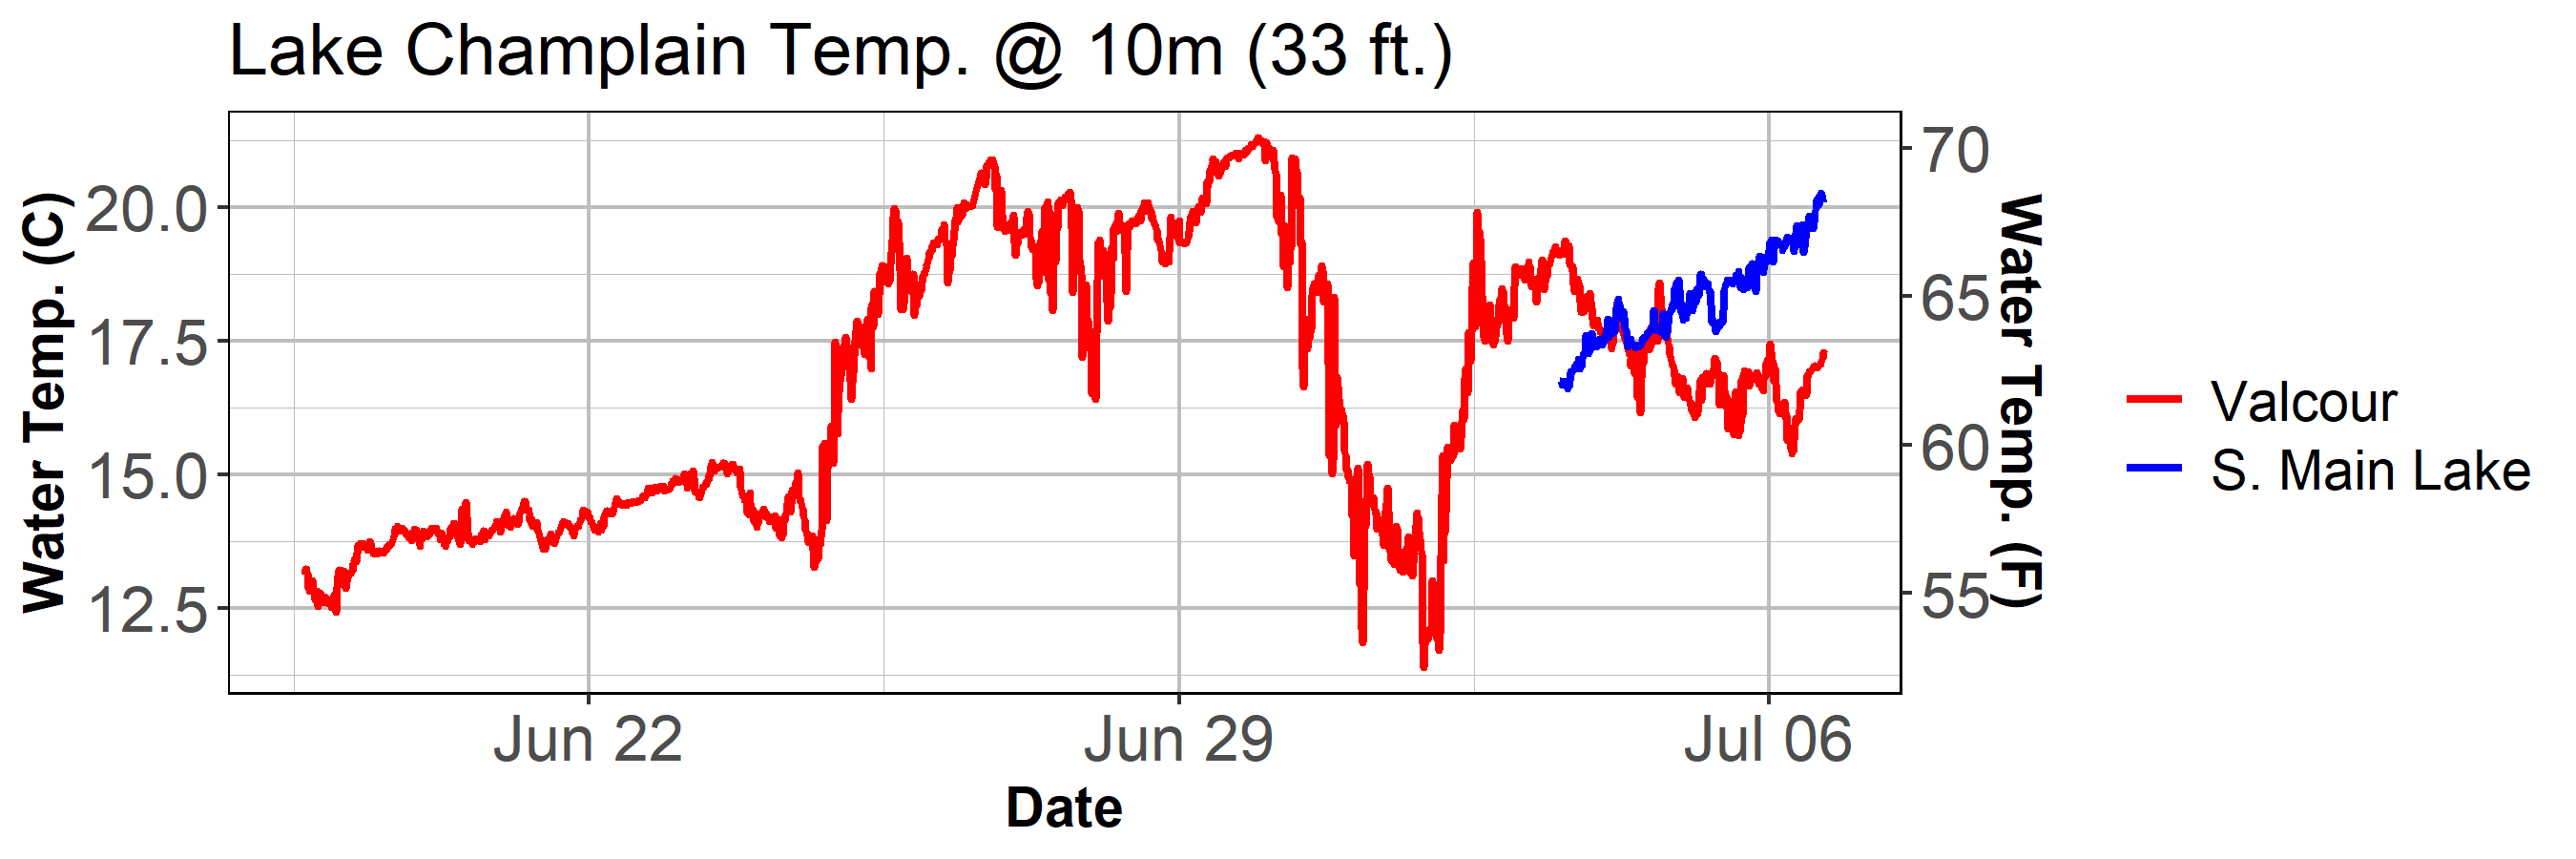 Lake Champlain Temp. @ 10m (33 ft.)
Water Temp. (C)
20.0
17.5
15.0
12.5
70
65
60
55
Water Temp. (F)
Jun 22
Jun 29
Jul 06
Date
Valcour
S. Main Lake